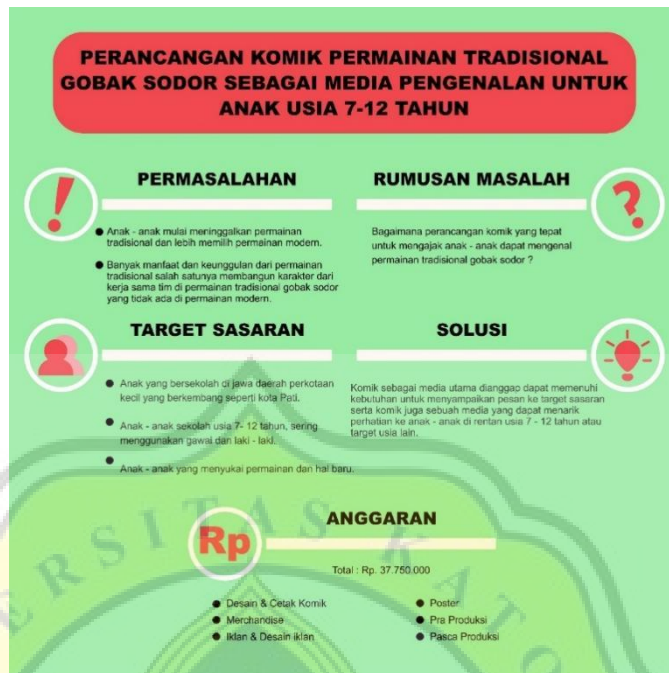 PERANCANGAN KOMIK PERMAINAN TRADISIONAL
GOBAK SODOR SEBAGAI MEDIA PENGENALAN UNTUK
ANAK USIA 7-12 TAHUN
PERMASALAHAN
● Anak - anak mulai meninggalkan permainan
tradisional dan lebih memilih permainan modern.
● Banyak manfaat dan keunggulan dari permainan
tradisional salah satunya membangun karakter dari
kerja sama tim di permainan tradisional gobak sodor
yang tidak ada di permainan modern.
RUMUSAN MASALAH
Bagaimana perancangan komik yang tepat
untuk mengajak anak - anak dapat mengenal
permainan tradisional gobak sodor ?
TARGET SASARAN
● Anak yang bersekolah di jawa daerah perkotaan
kecil yang berkembang seperti kota Pati.
● Anak - anak sekolah usia 7- 12 tahun, sering
menggunakan gawai dan laki - laki.
● Anak - anak yang menyukai permainan dan hal baru.
SOLUSI
Komik sebagai media utama dianggap dapat memenuhi
kebutuhan untuk menyampaikan pesan ke target sasaran
serta komik juga sebuah media yang dapat menarik
perhatian ke anak - anak di rentan usia 7 - 12 tahun atau
target usia lain.
Rp
ANGGARAN
Total : Rp. 37.750.000
● Desain & Cetak Komik
● Merchandise
● Iklan & Desain iklan
● Poster
● Pra Produksi
● Pasca Produksi
ERSITAS KATO